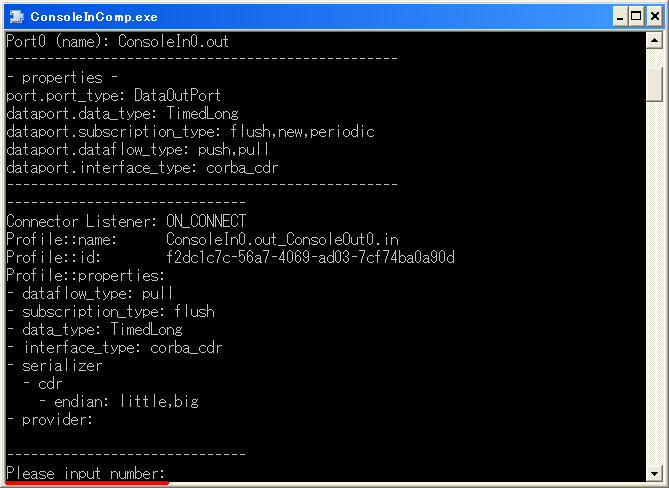 ConsoleInComp.exe
Port0 (name): ConsoleIn0.out
-------------------------------------------------
- properties -
port.port_type: DataOutPort
dataport.data_type: TimedLong
dataport.subscription_type: flush,new,periodic
dataport.dataflow_type: push,pull
dataport.interface_type: corba_cdr
-------------------------------------------------
------------------------------
Connector Listener: ON_CONNECT
Profile::name:      ConsoleIn0.out_ConsoleOut0.in
Profile::id:        f2dc1c7c-56a7-4069-ad03-7cf74ba0a90d
Profile::properties:
- dataflow_type: pull
- subscription_type: flush
- data_type: TimedLong
- interface_type: corba_cdr
- serializer
  - cdr
    - endian: little,big
- provider:
------------------------------
Please input number: